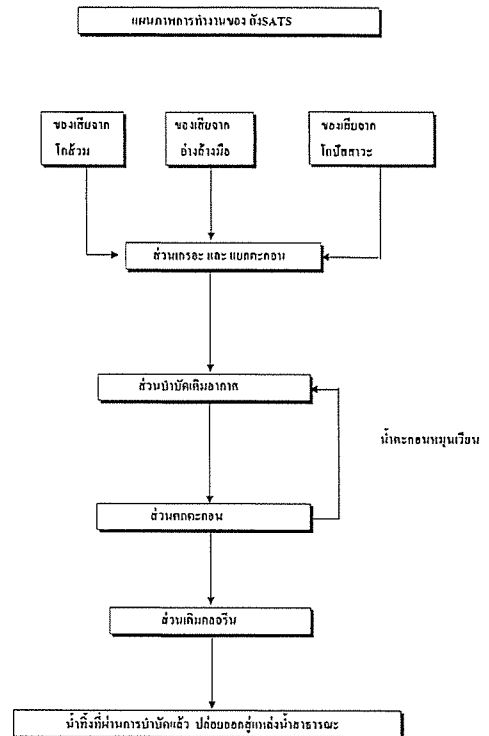 แผนภาพการทำงานของ ถังSATS
ของเสียจาก
โถส้วม
ของเสียจาก
อ่างล้างมือ
ของเสียจาก
โถปัสสาวะ
ส่วนเกรอะ และ แยกตะกอน
ส่วนบำบัดเติมอากาศ
น้ำตะกอนหมุนเวียน
ส่วนตกตะกอน
ส่วนเติมคลอรีน
น้ำทิ้งที่ผ่านการบำบัดแล้ว ปล่อยออกสู่แหล่งน้ำสาธารณะ